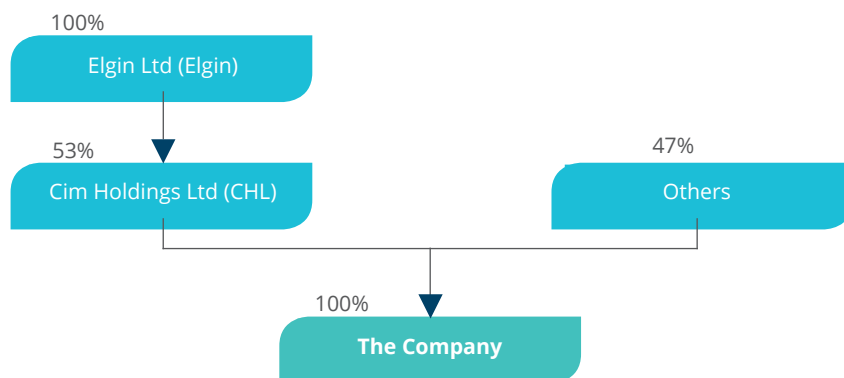 100%
Elgin Ltd (Elgin)
53%
Cim Holdings Ltd (CHL)
47%
Others
100%
The Company